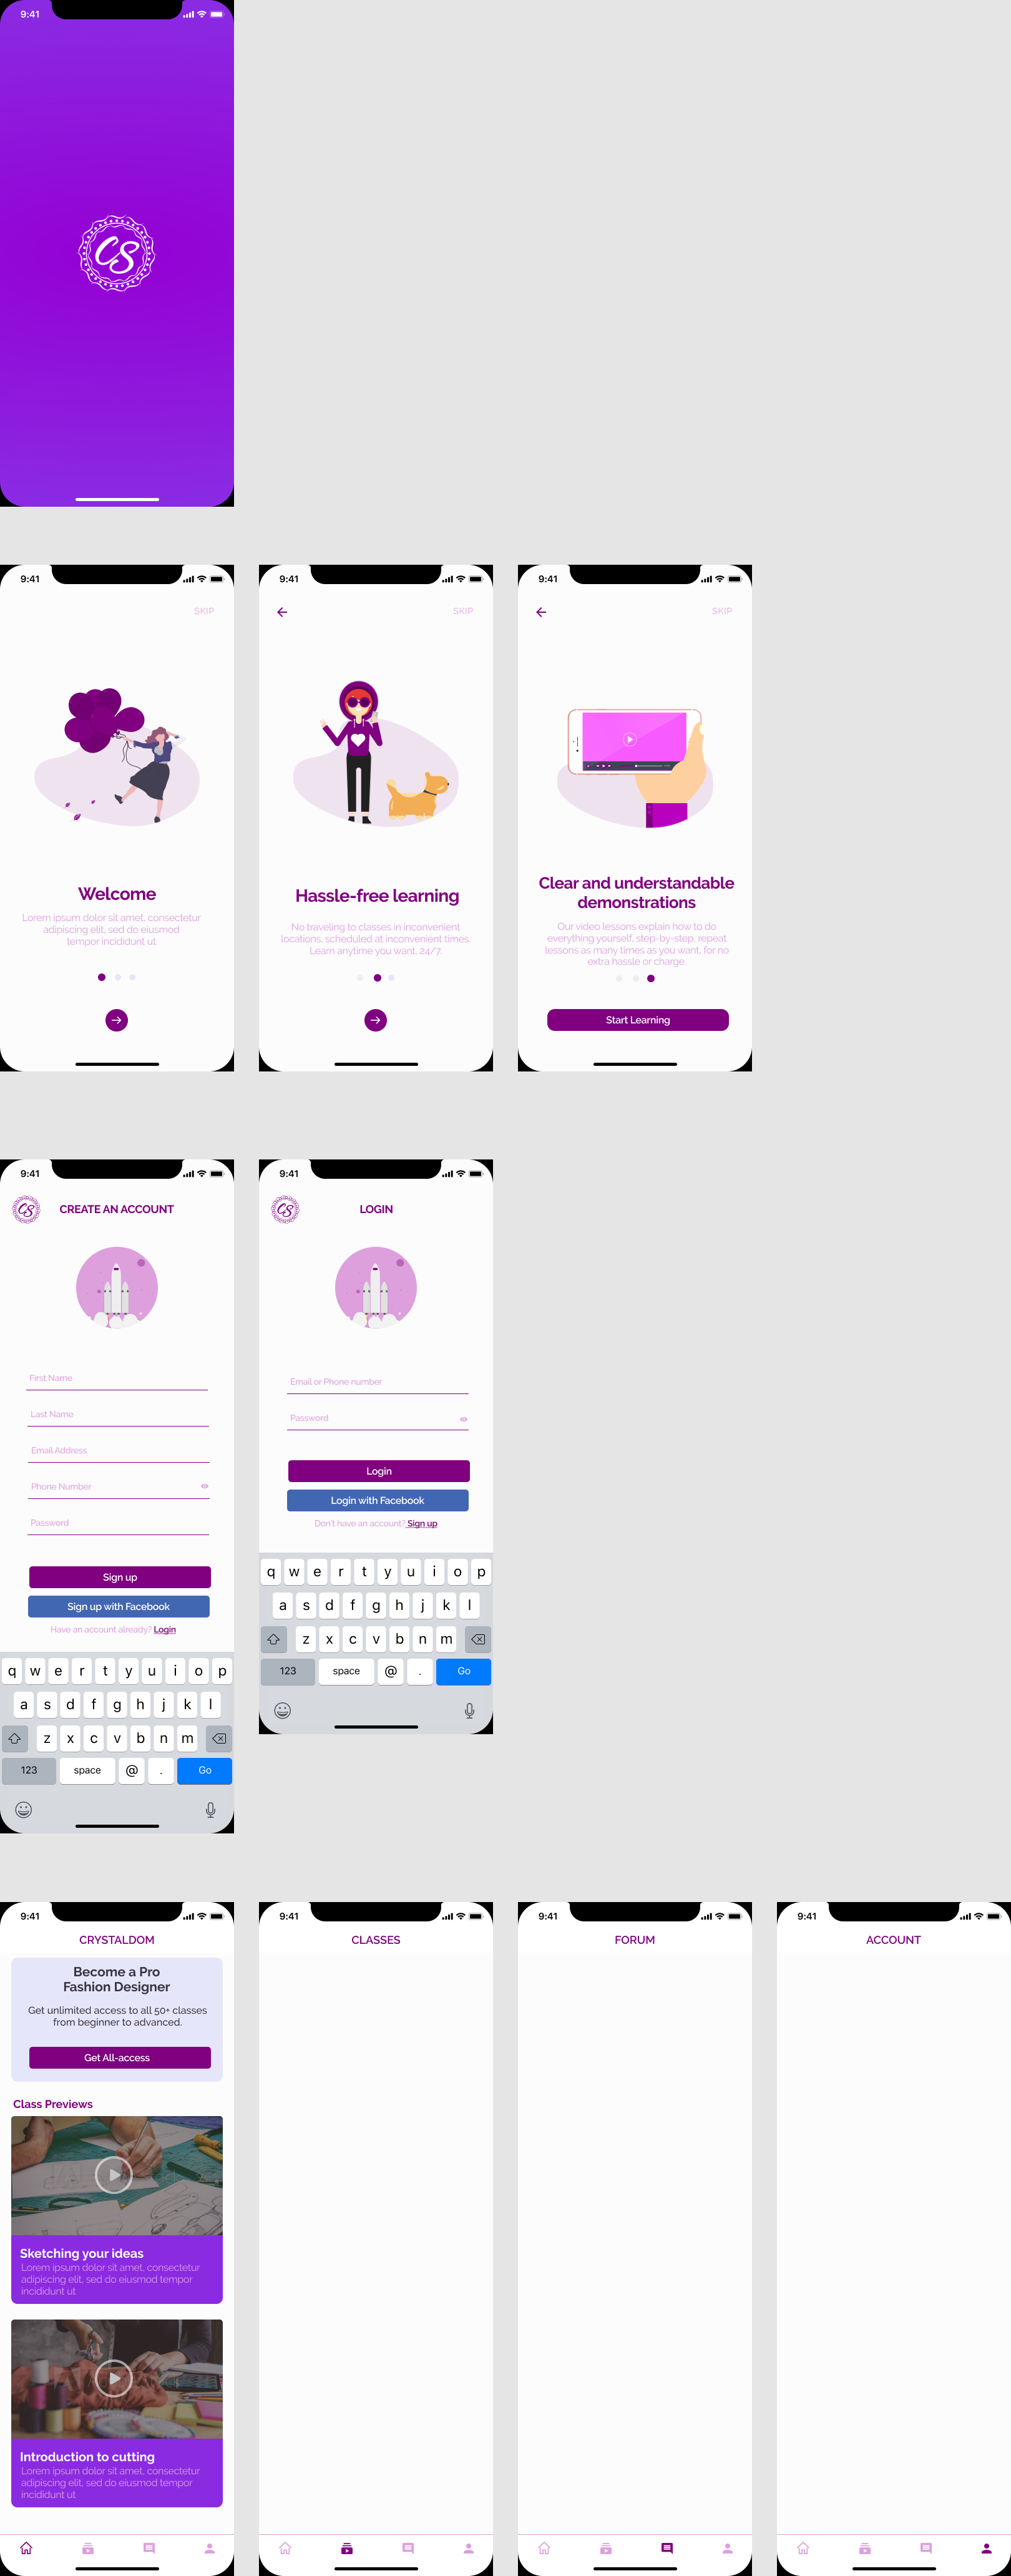 9:41
CS
9:41
SKIP
Welcome
Lorem ipsum dolor sit amet, consectetur
adipiscing elit, sed do eiusmod
tempor incididunt ut
9:41
SKIP
Hassle-free learning
No traveling to classes in inconvenient
locations, scheduled at inconvenient times.
Learn anytime you want, 24/7.
9:41
SKIP
Clear and understandable
demonstrations
Our video lessons explain how to do
everything yourself, step-by-step, repeat
lessons as many times as you want, for no
extra hassle or charge.
Start Learning
9:41
CS
CREATE AN ACCOUNT
First Name
Last Name
Email Address
Phone Number
Password
Sign up
Sign up with Facebook
Have an account already? Login
q w e r t y u i o p
a s d f g h j k l
z x c v b n m
123 space @ . Go
9:41
CS
LOGIN
Email or Phone number
Password
Login
Login with Facebook
Don't have an account? Sign up
q w e r t y u i o p
a s d f g h j k l
z x c v b n m
123 space @ . Go
9:41
CRYSTALDOM
Become a Pro
Fashion Designer
Get unlimited access to all 50+ classes
from beginner to advanced.
Get All-access
Class Previews
Sketching your ideas
Lorem ipsum dolor sit amet, consectetur
adipiscing elit, sed do eiusmod tempor
incididunt ut
Introduction to cutting
Lorem ipsum dolor sit amet, consectetur
adipiscing elit, sed do eiusmod tempor
incididunt ut
9:41
CLASSES
9:41
FORUM
9:41
ACCOUNT